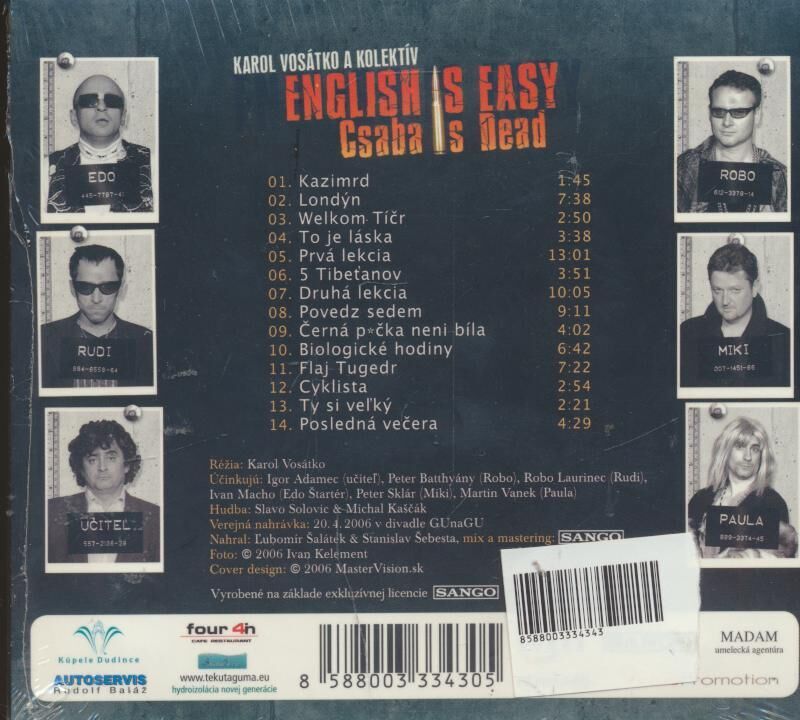 KAROL VOSÁTKO A KOLEKTÍV
ENGLISH IS EASY
Csaba Is Dead
EDO
445-7787-41
RUDI
884-8558-64
UČITEĽ
557-2136-29
ROBO
612-3378-14
MIKI
007-1451-66
PAULA
889-3374-45
01. Kazimrd 1:45
02. Londýn 7:38
03. Welkom Tíčr 2:50
04. To je láska 3:38
05. Prvá lekcia 13:01
06. 5 Tibeťanov 3:51
07. Druhá lekcia 10:05
08. Povedz sedem 9:11
09. Černá p*čka neni bíla 4:02
10. Biologické hodiny 6:42
11. Flaj Tugedr 7:22
12. Cyklista 2:54
13. Ty si veľký 2:21
14. Posledná večera 4:29
Réžia: Karol Vosátko
Účinkujú: Igor Adamec (učiteľ), Peter Batthyány (Robo), Robo Laurinec (Rudi),
Ivan Macho (Edo Štartér), Peter Sklár (Miki), Martin Vanek (Paula)
Hudba: Slavo Solovic & Michal Kaščák
Verejná nahrávka: 20.4.2006 v divadle GUnaGU
Nahral: Ľubomír Šalátek & Stanislav Šebesta, mix a mastering: SANGO
Foto: © 2006 Ivan Kelement
Cover design: © 2006 MasterVision.sk
Vyrobené na základe exkluzívnej licencie SANGO
8588003334343
Kúpele Dudince
AUTOSERVIS
Rudolf Baláž
four 4n
CAFE RESTAURANT
www.tekutaguma.eu
hydroizolácia novej generácie
8 588003 334305
MADAM
umelecká agentúra
romotion